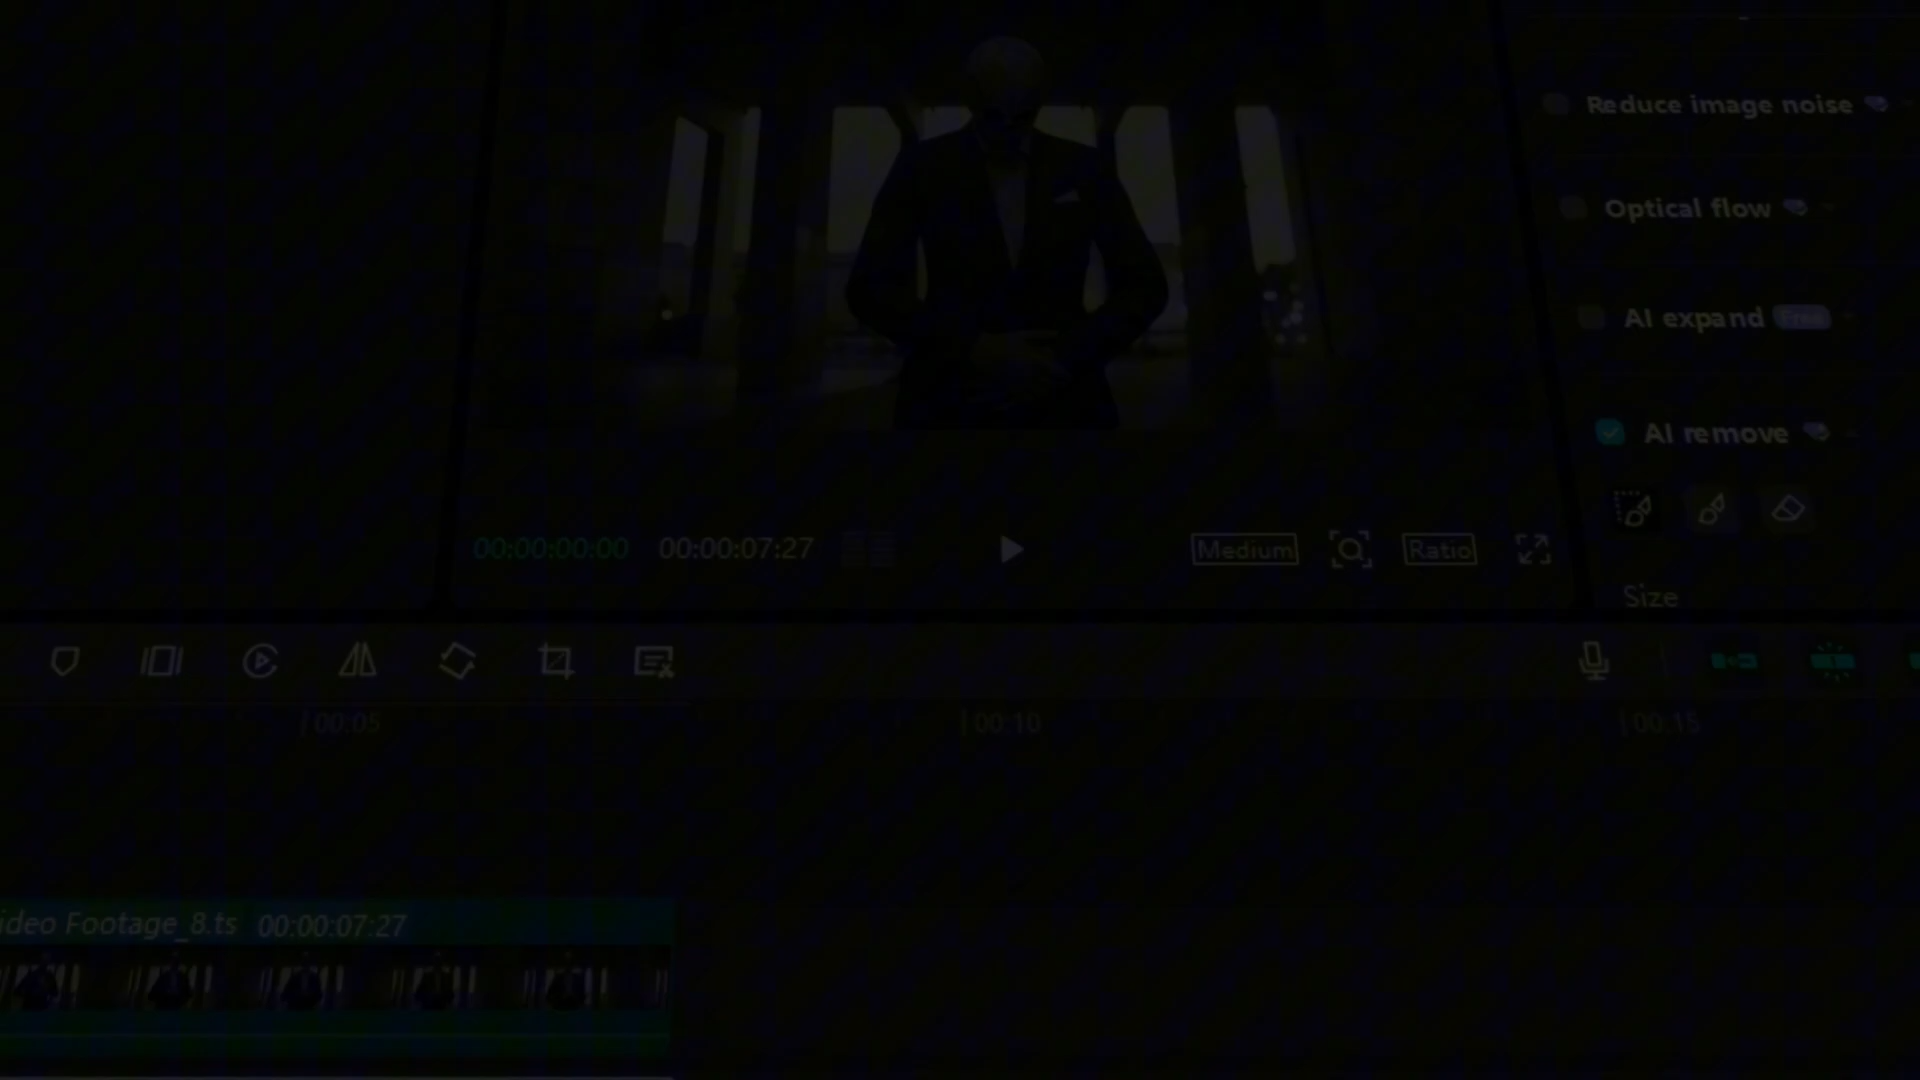 Reduce image noise
Optical flow
AI expand Free
AI remove
00:00:00:00 00:00:07:27
Medium
Ratio
Size
00:05
00:10
00:15
ideo Footage_8.ts 00:00:07:27